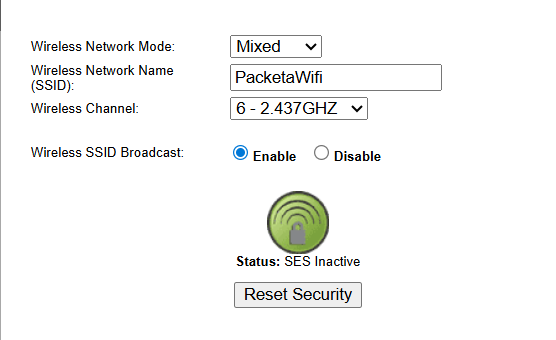 Wireless Network Mode: Mixed
Wireless Network Name
(SSID): PacketaWifi
Wireless Channel: 6 - 2.437GHZ
Wireless SSID Broadcast: Enable Disable
Status: SES Inactive
Reset Security